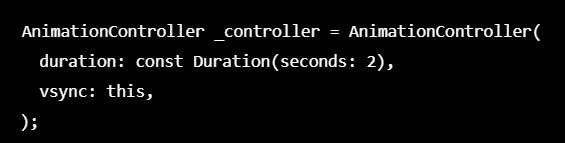 AnimationController _controller = AnimationController(
  duration: const Duration(seconds: 2),
  vsync: this,
);